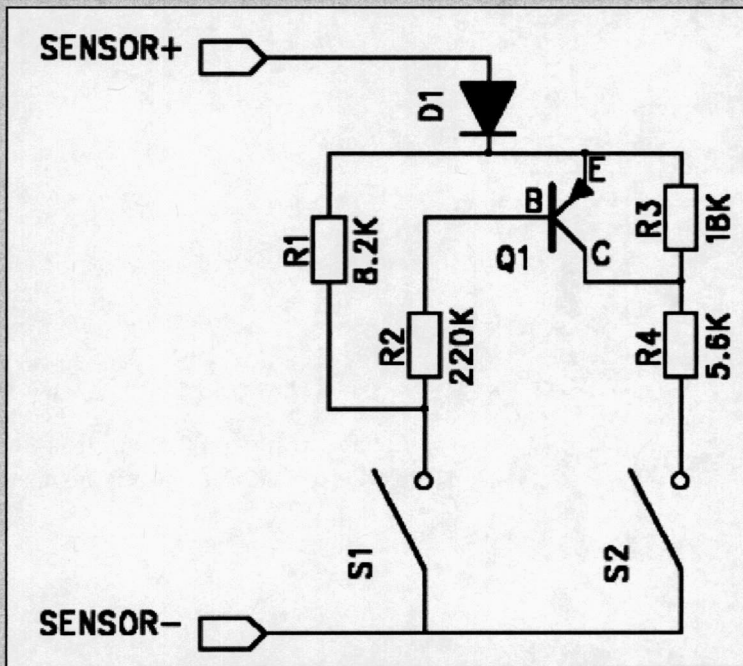 SENSOR+
D1
E
B
R3
18K
R1
8.2K
Q1
C
R2
220K
R4
5.6K
S1
S2
SENSOR-